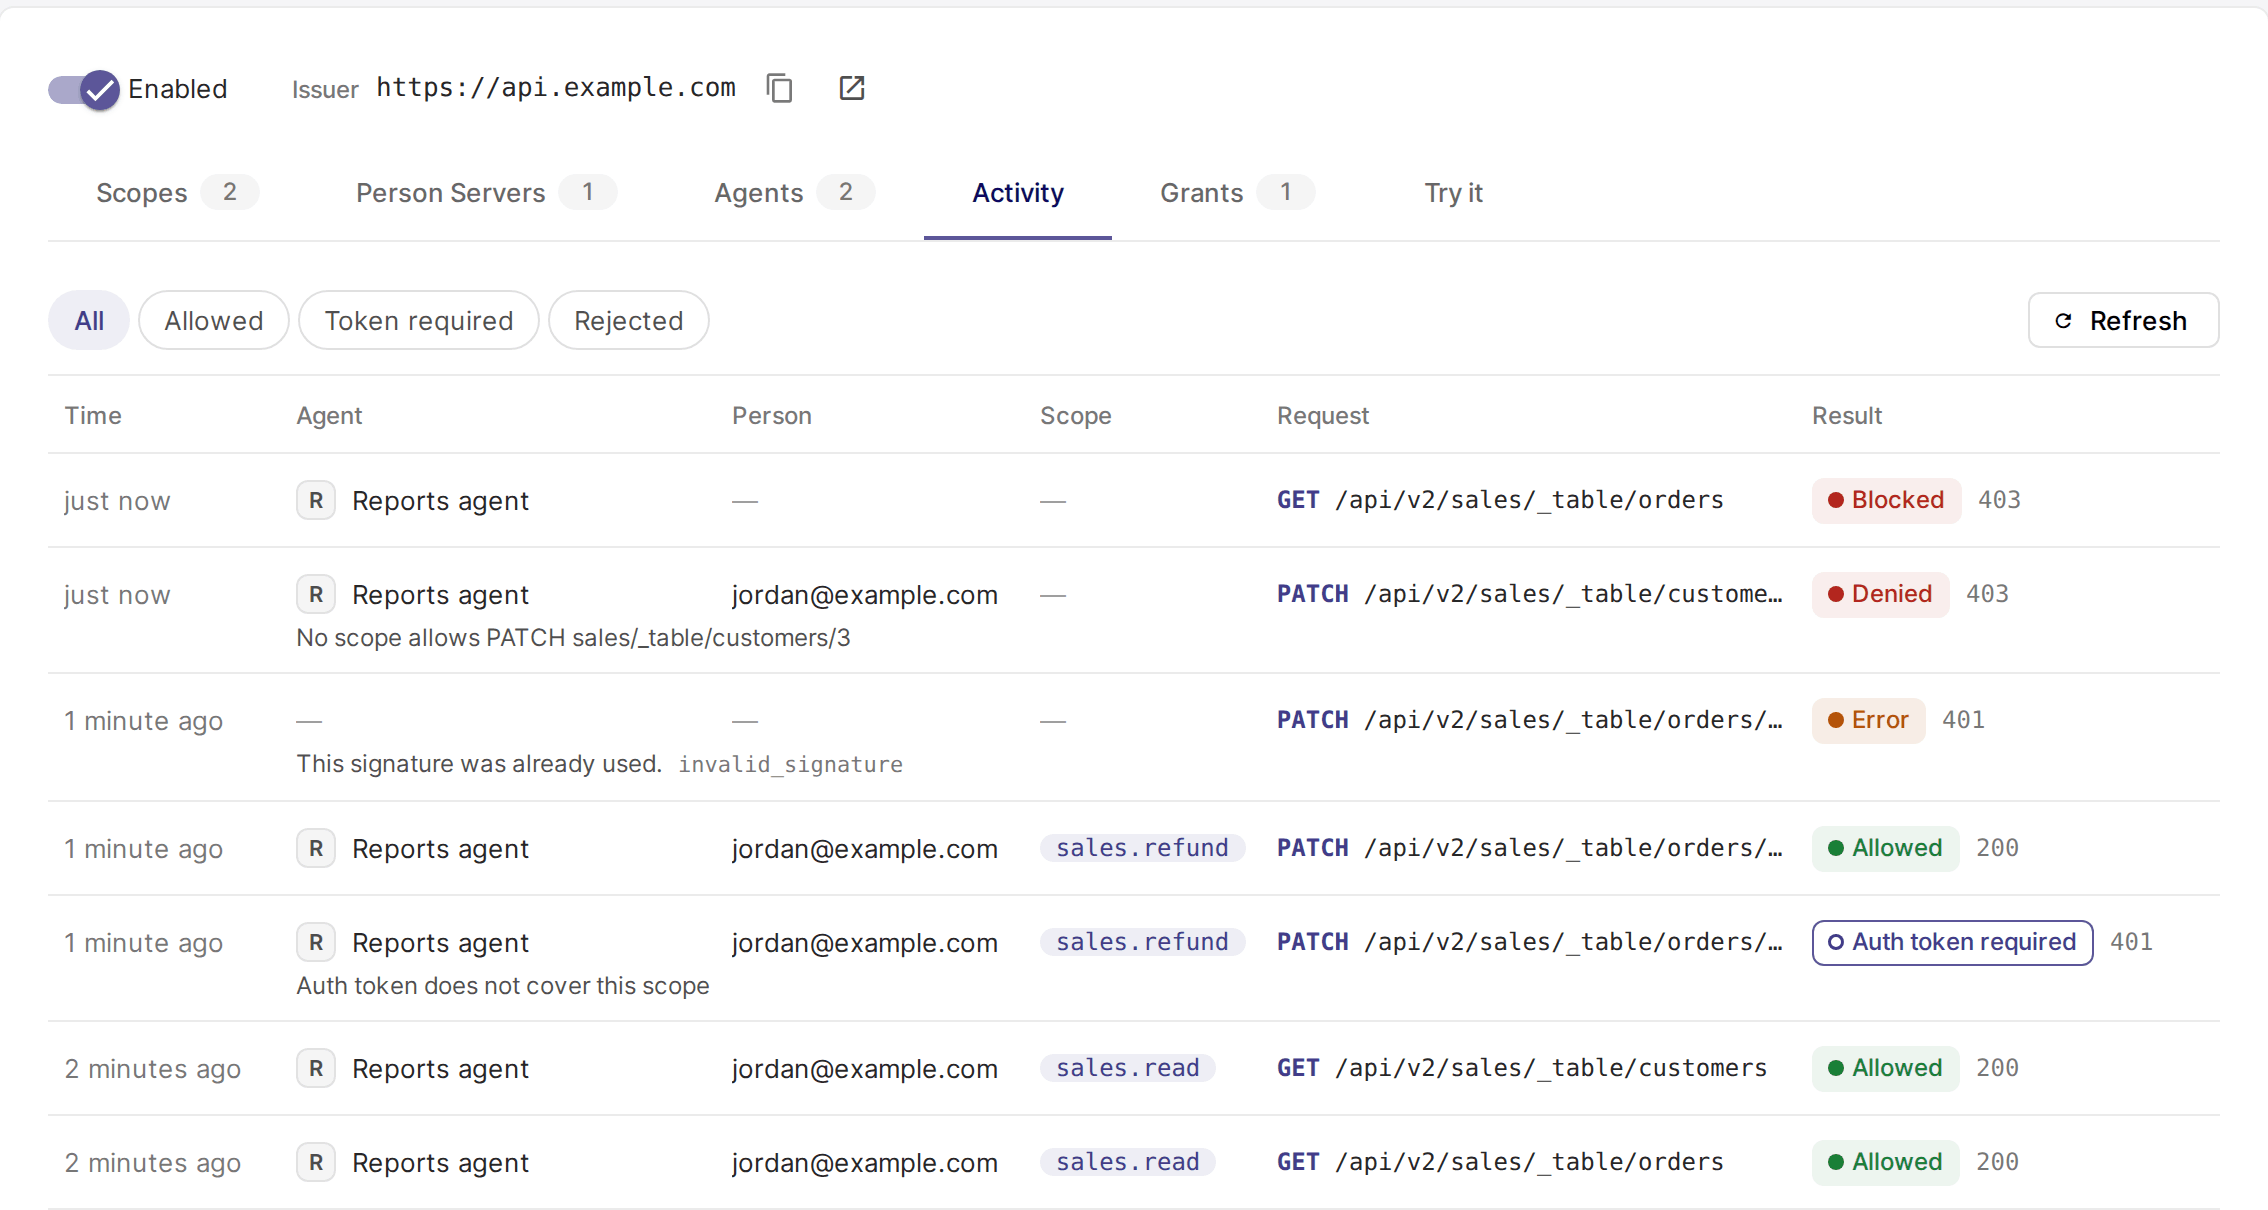 Enabled Issuer https://api.example.com
Scopes 2 Person Servers 1 Agents 2 Activity Grants 1 Try it
All Allowed Token required Rejected Refresh
Time Agent Person Scope Request Result
just now R Reports agent — — GET /api/v2/sales/_table/orders Blocked 403
just now R Reports agent jordan@example.com — PATCH /api/v2/sales/_table/custome… Denied 403
No scope allows PATCH sales/_table/customers/3
1 minute ago — — — PATCH /api/v2/sales/_table/orders/… Error 401
This signature was already used. invalid_signature
1 minute ago R Reports agent jordan@example.com sales.refund PATCH /api/v2/sales/_table/orders/… Allowed 200
1 minute ago R Reports agent jordan@example.com sales.refund PATCH /api/v2/sales/_table/orders/… Auth token required 401
Auth token does not cover this scope
2 minutes ago R Reports agent jordan@example.com sales.read GET /api/v2/sales/_table/customers Allowed 200
2 minutes ago R Reports agent jordan@example.com sales.read GET /api/v2/sales/_table/orders Allowed 200